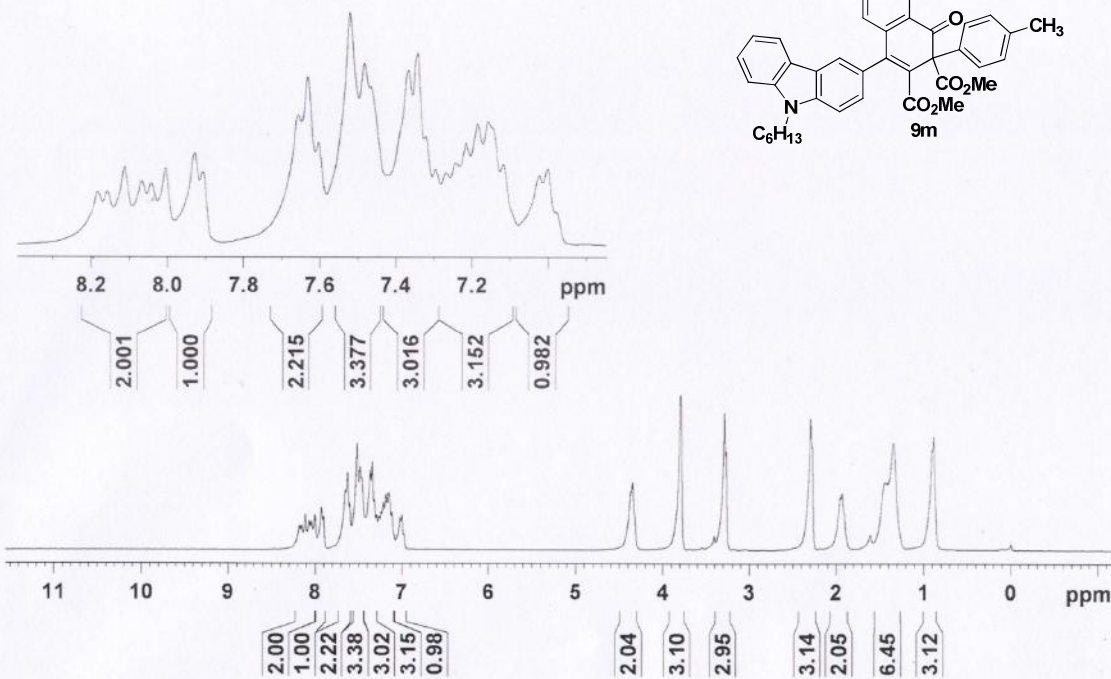 O
CH3
CO2Me
CO2Me
N
C6H13
9m
8.2 8.0 7.8 7.6 7.4 7.2 ppm
2.001 1.000 2.215 3.377 3.016 3.152 0.982
11 10 9 8 7 6 5 4 3 2 1 0 ppm
2.00 1.00 2.22 3.38 3.02 3.15 0.98 2.04 3.10 2.95 3.14 2.05 6.45 3.12